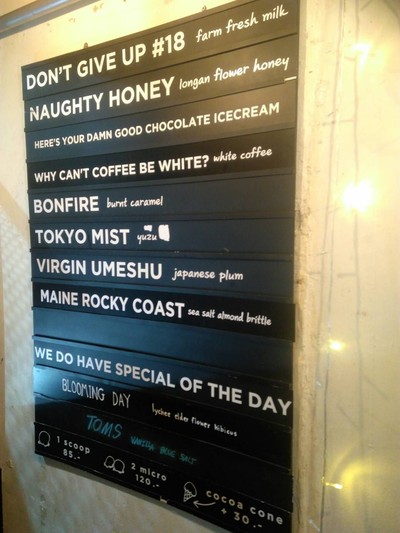 DON'T GIVE UP #18 farm fresh milk
NAUGHTY HONEY longan flower honey
HERE'S YOUR DAMN GOOD CHOCOLATE ICECREAM
WHY CAN'T COFFEE BE WHITE? white coffee
BONFIRE burnt caramel
TOKYO MIST yuzu
VIRGIN UMESHU japanese plum
MAINE ROCKY COAST sea salt almond brittle
WE DO HAVE SPECIAL OF THE DAY
BLOOMING DAY lychee elder flower hibiscus
TOMS
1 scoop 2 micro cocoa cone
85.- 120.- + 30.-